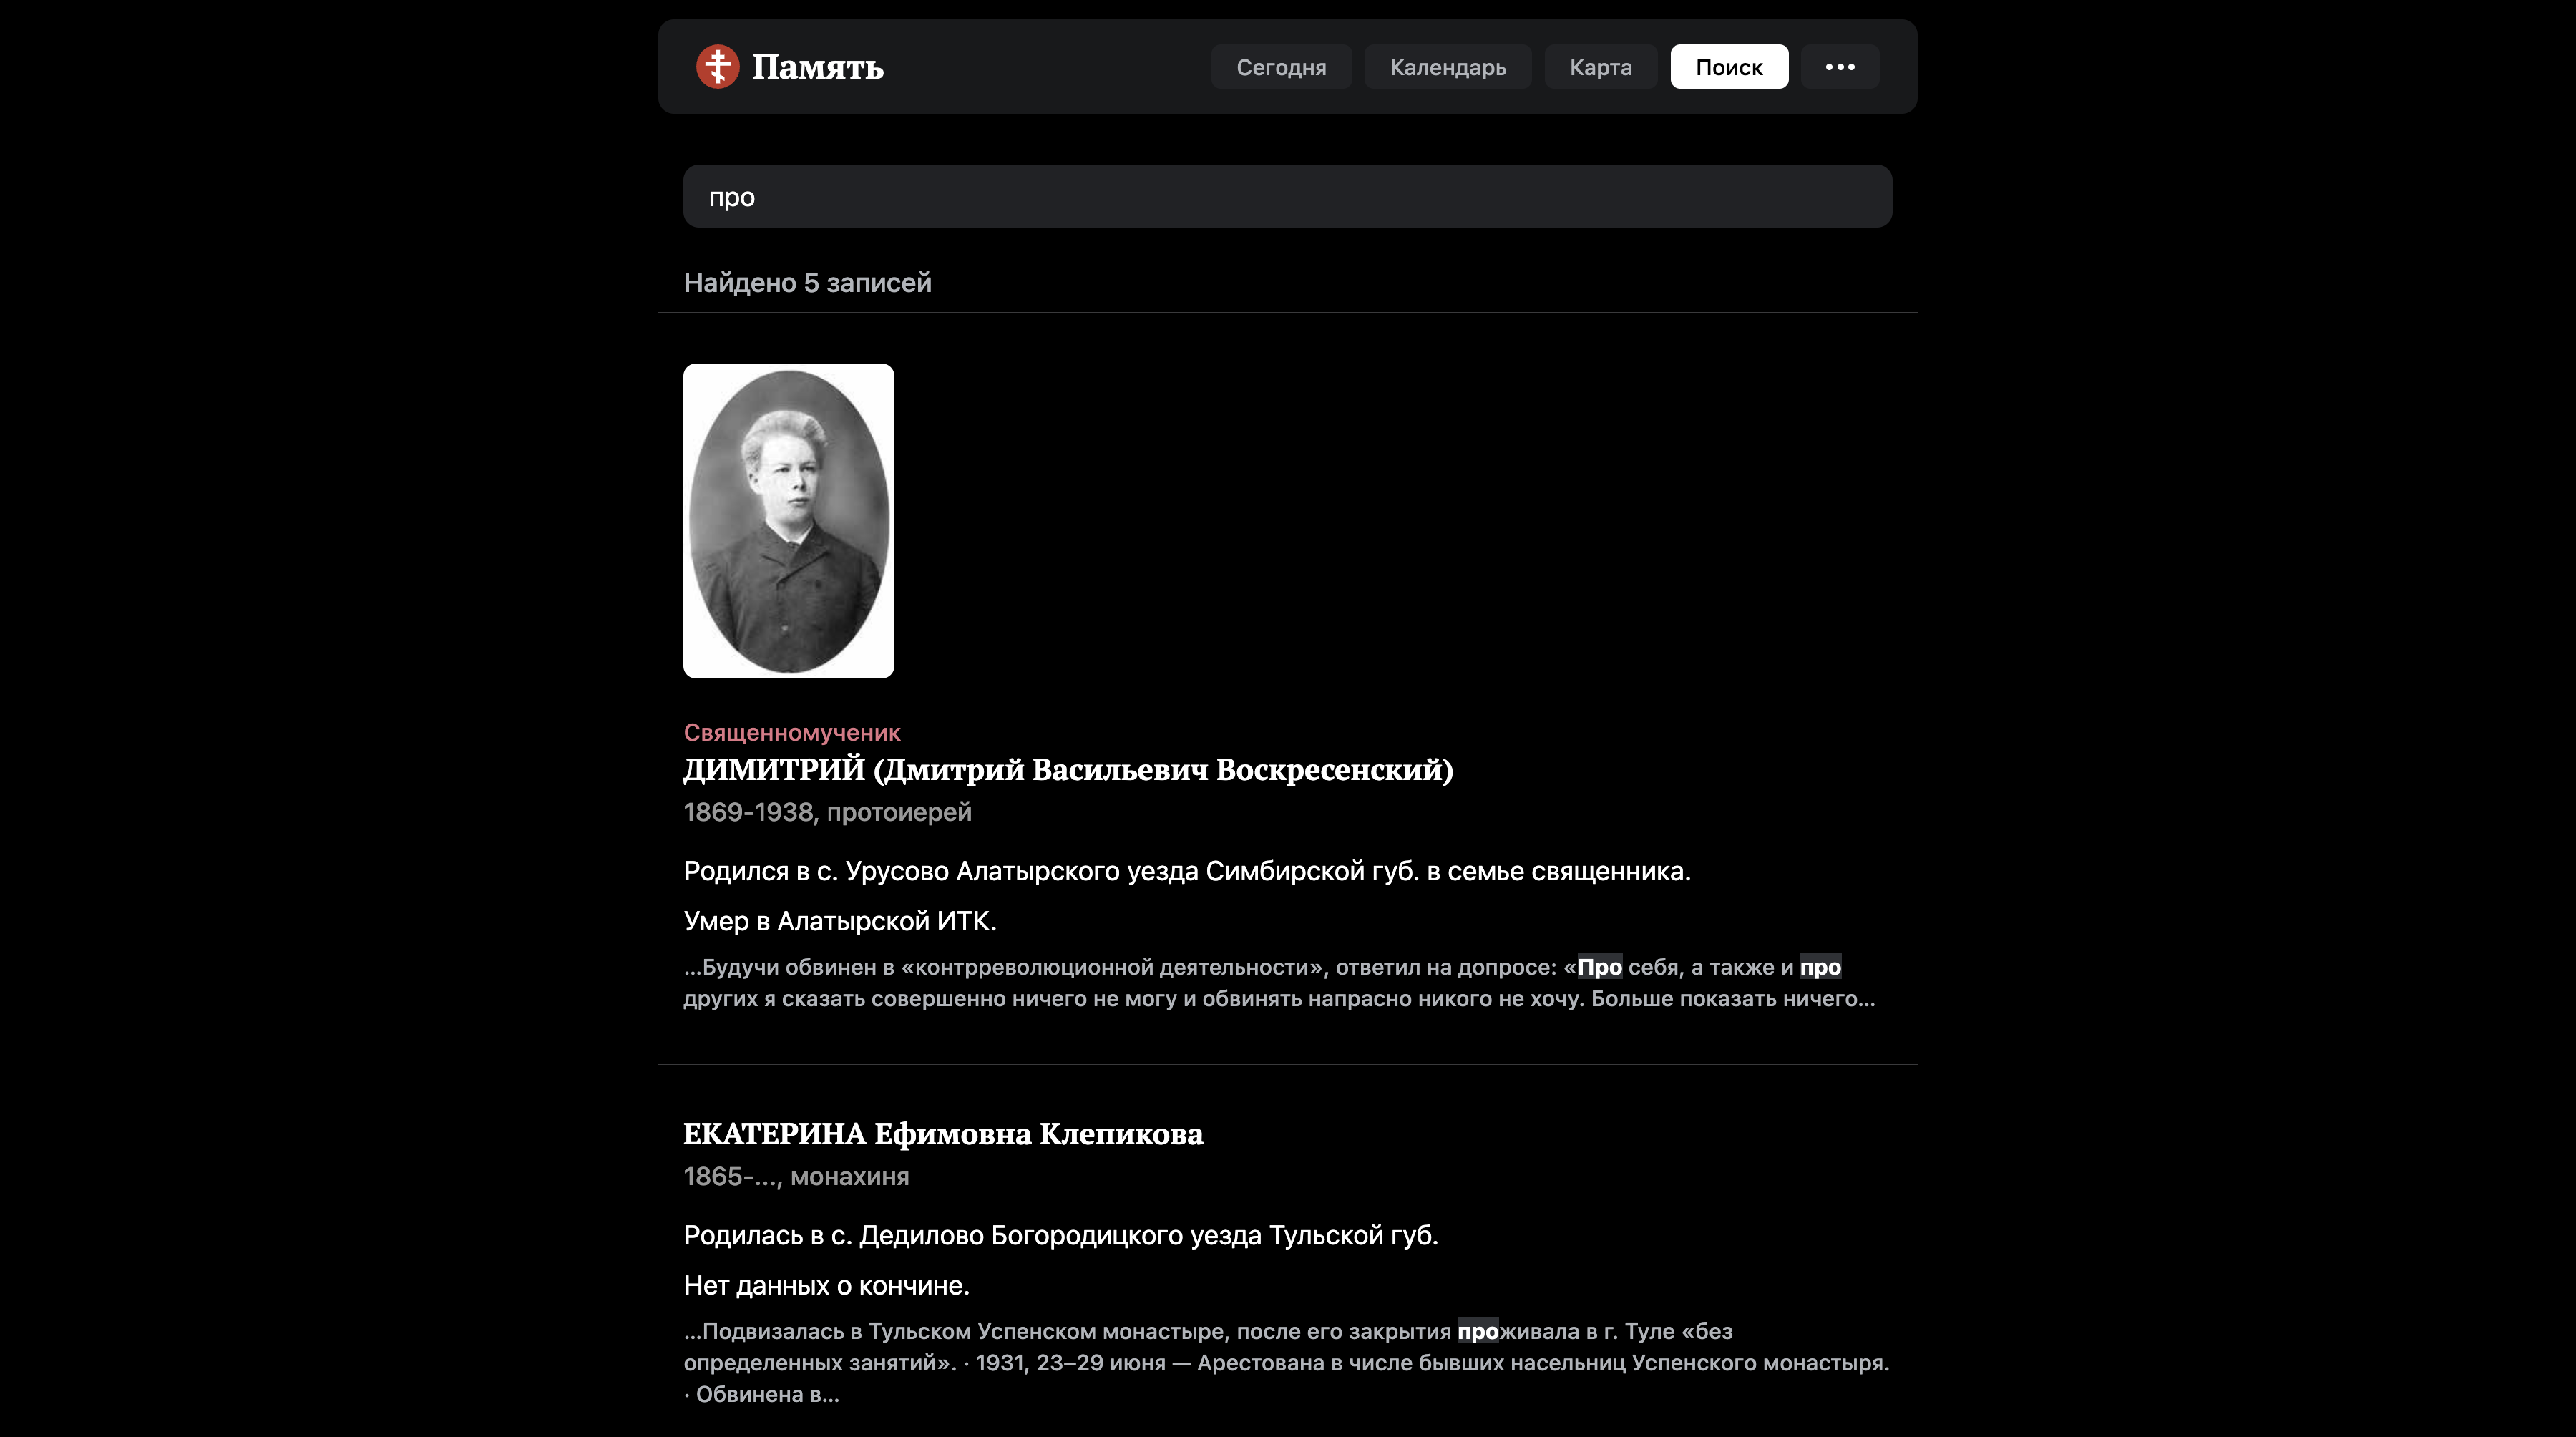 Память
Сегодня
Календарь
Карта
Поиск
•••
про
Найдено 5 записей
Священномученик
ДИМИТРИЙ (Дмитрий Васильевич Воскресенский)
1869-1938, протоиерей
Родился в с. Урусово Алатырского уезда Симбирской губ. в семье священника.
Умер в Алатырской ИТК.
...Будучи обвинен в «контрреволюционной деятельности», ответил на допросе: «Про себя, а также и про
других я сказать совершенно ничего не могу и обвинять напрасно никого не хочу. Больше показать ничего...
ЕКАТЕРИНА Ефимовна Клепикова
1865-..., монахиня
Родилась в с. Дедилово Богородицкого уезда Тульской губ.
Нет данных о кончине.
...Подвизалась в Тульском Успенском монастыре, после его закрытия проживала в г. Туле «без
определенных занятий». · 1931, 23–29 июня — Арестована в числе бывших насельниц Успенского монастыря.
· Обвинена в...